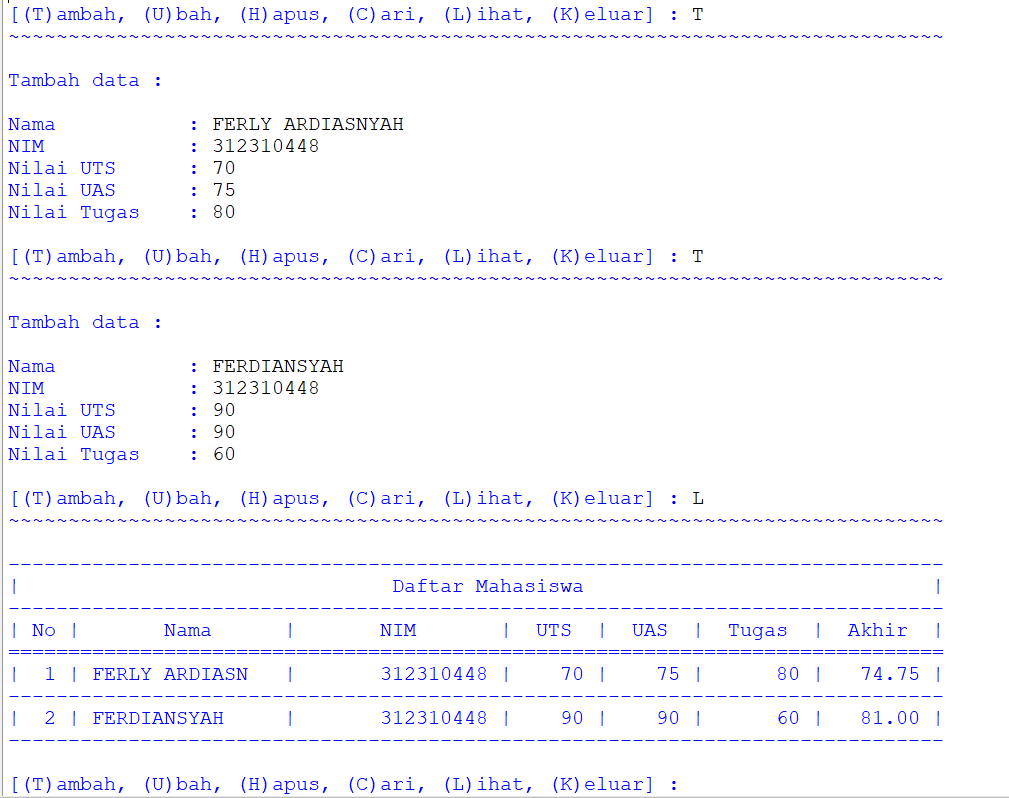 [(T)ambah, (U)bah, (H)apus, (C)ari, (L)ihat, (K)eluar] : T
~~~~~~~~~~~~~~~~~~~~~~~~~~~~~~~~~~~~~~~~~~~~~~~~~~~~~~~~~~~~~~~~~~~~~~~~~~~~~~
Tambah data :
Nama           : FERLY ARDIASNYAH
NIM            : 312310448
Nilai UTS      : 70
Nilai UAS      : 75
Nilai Tugas    : 80
[(T)ambah, (U)bah, (H)apus, (C)ari, (L)ihat, (K)eluar] : T
~~~~~~~~~~~~~~~~~~~~~~~~~~~~~~~~~~~~~~~~~~~~~~~~~~~~~~~~~~~~~~~~~~~~~~~~~~~~~~
Tambah data :
Nama           : FERDIANSYAH
NIM            : 312310448
Nilai UTS      : 90
Nilai UAS      : 90
Nilai Tugas    : 60
[(T)ambah, (U)bah, (H)apus, (C)ari, (L)ihat, (K)eluar] : L
~~~~~~~~~~~~~~~~~~~~~~~~~~~~~~~~~~~~~~~~~~~~~~~~~~~~~~~~~~~~~~~~~~~~~~~~~~~~~~
------------------------------------------------------------------------------
|                               Daftar Mahasiswa                             |
------------------------------------------------------------------------------
| No |       Nama      |       NIM       |  UTS  |  UAS  |  Tugas  |  Akhir  |
==============================================================================
|  1 | FERLY ARDIASN   |       312310448 |    70 |    75 |      80 |   74.75 |
------------------------------------------------------------------------------
|  2 | FERDIANSYAH     |       312310448 |    90 |    90 |      60 |   81.00 |
------------------------------------------------------------------------------
[(T)ambah, (U)bah, (H)apus, (C)ari, (L)ihat, (K)eluar] :